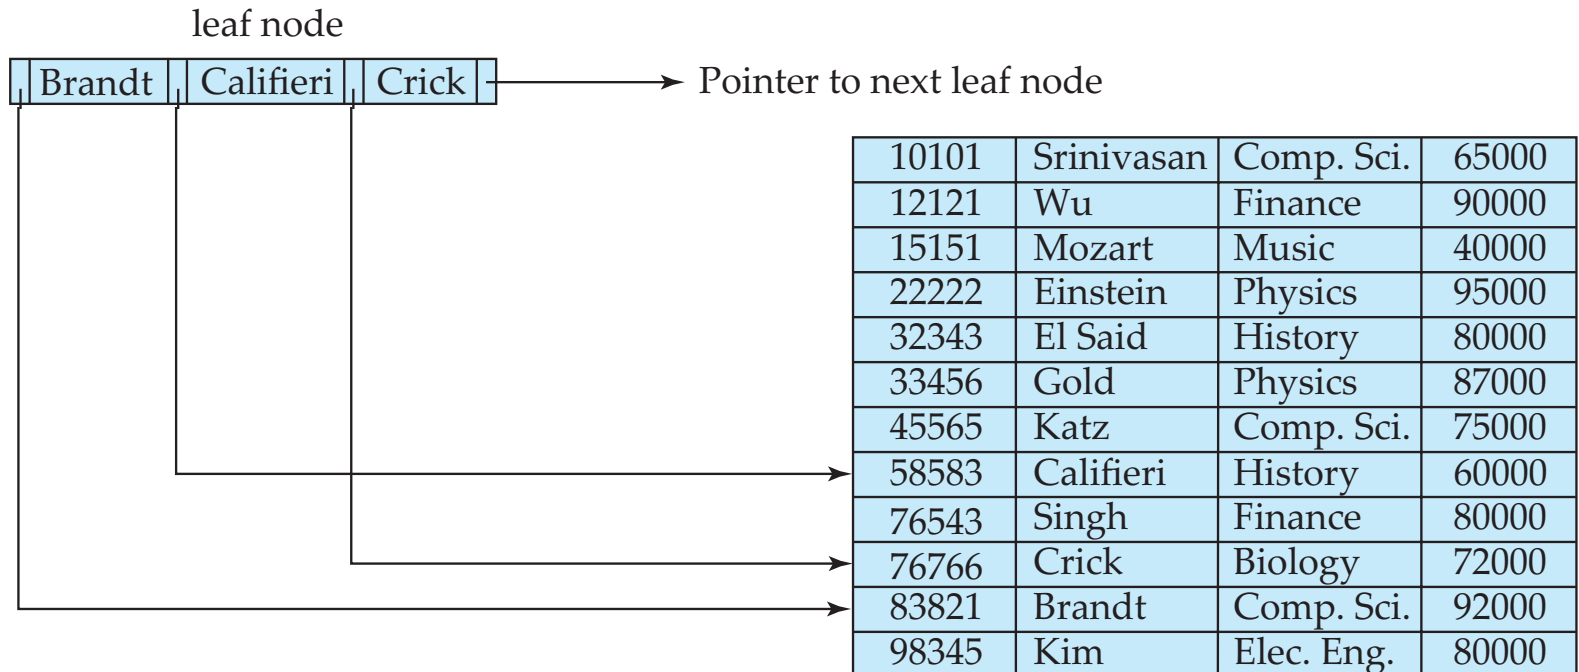 leaf node
Brandt Califieri Crick Pointer to next leaf node
10101 Srinivasan Comp. Sci. 65000
12121 Wu Finance 90000
15151 Mozart Music 40000
22222 Einstein Physics 95000
32343 El Said History 80000
33456 Gold Physics 87000
45565 Katz Comp. Sci. 75000
58583 Califieri History 60000
76543 Singh Finance 80000
76766 Crick Biology 72000
83821 Brandt Comp. Sci. 92000
98345 Kim Elec. Eng. 80000